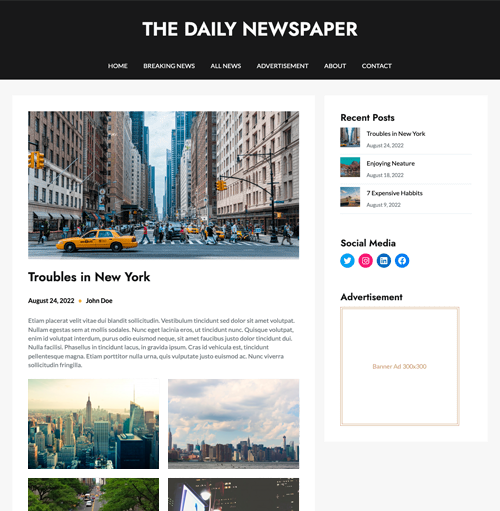 THE DAILY NEWSPAPER
HOME BREAKING NEWS ALL NEWS ADVERTISEMENT ABOUT CONTACT
Troubles in New York
August 24, 2022 John Doe
Etiam placerat velit vitae dui blandit sollicitudin. Vestibulum tincidunt sed dolor sit amet volutpat.
Nullam egestas sem at mollis sodales. Nunc eget lacinia eros, ut tincidunt nunc. Quisque volutpat,
enim id volutpat interdum, purus odio euismod neque, sit amet faucibus justo dolor tincidunt dui.
Nulla facilisi. Phasellus in tincidunt lacus, in gravida ipsum. Cras id vehicula est, tincidunt
pellentesque magna. Etiam porttitor nulla urna, quis vulputate justo euismod ac. Nunc viverra
sollicitudin fringilla.
Recent Posts
Troubles in New York
August 24, 2022
Enjoying Neature
August 18, 2022
7 Expensive Habbits
August 9, 2022
Social Media
Advertisement
Banner Ad 300x300